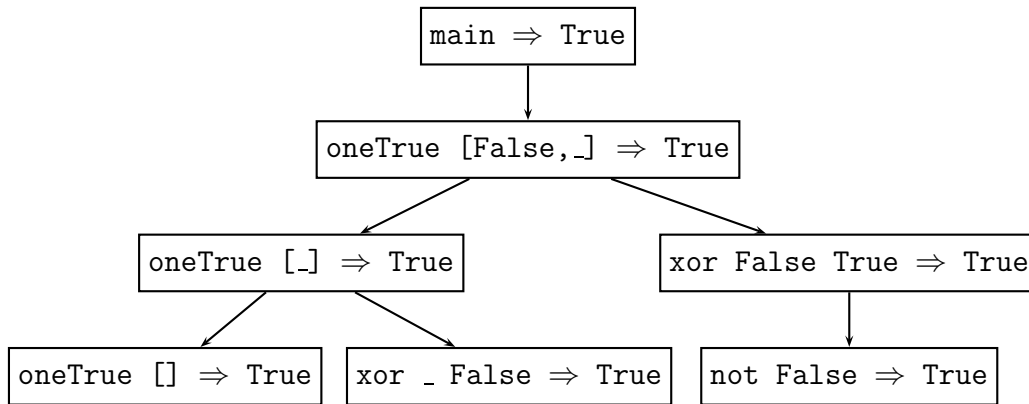 main ⇒ True
oneTrue [False,_] ⇒ True
oneTrue [_] ⇒ True
xor False True ⇒ True
oneTrue [] ⇒ True
xor _ False ⇒ True
not False ⇒ True